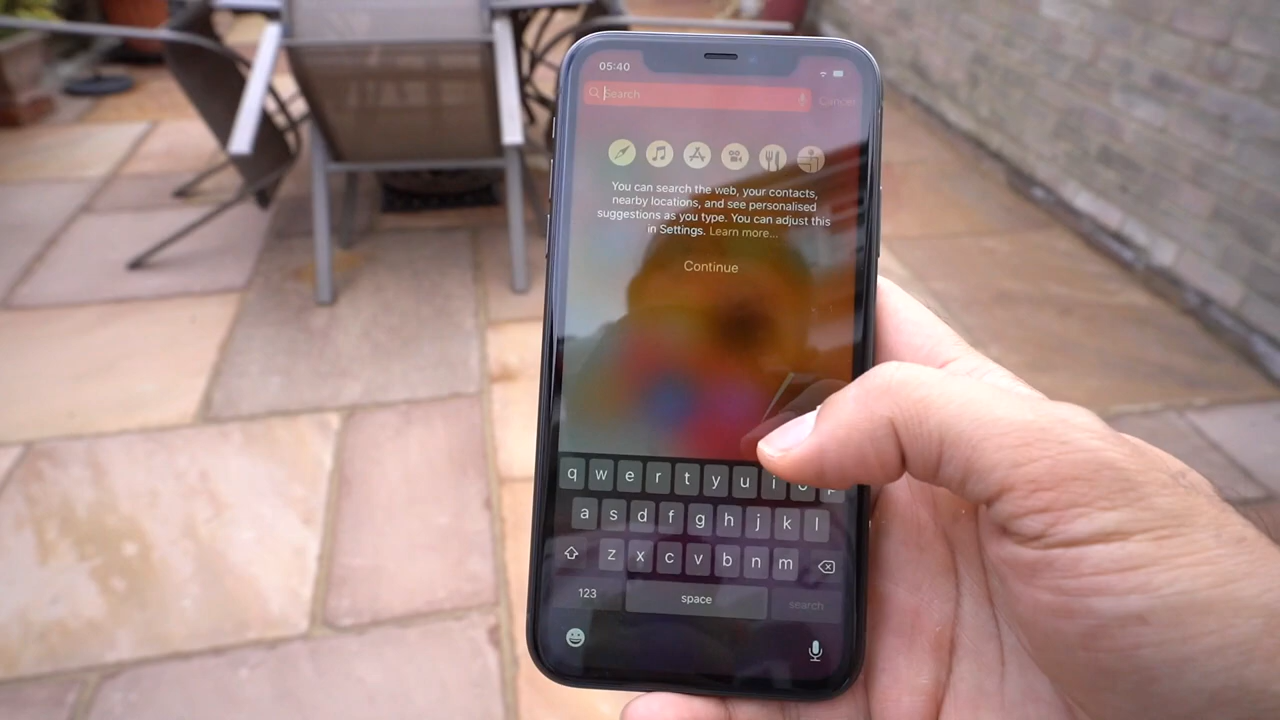 05:40
Search
Cancel
You can search the web, your contacts,
nearby locations, and see personalised
suggestions as you type. You can adjust this
in Settings. Learn more...
Continue
q w e r t y u i o p
a s d f g h j k l
z x c v b n m
123
space
search